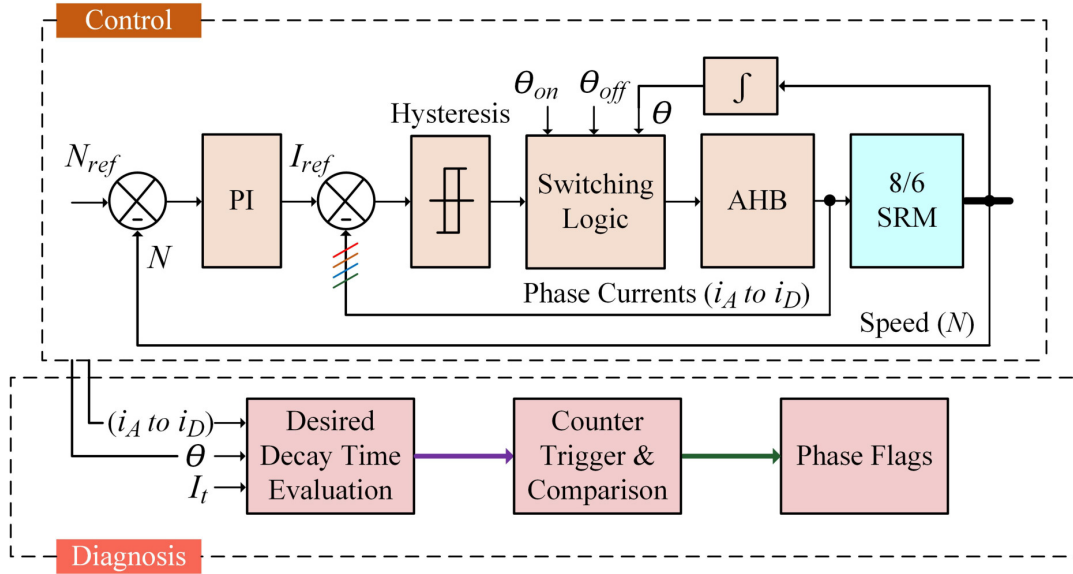 Control
θon
θoff
∫
Hysteresis
θ
Nref
Iref
PI
Switching
Logic
AHB
8/6
SRM
-
-
N
Phase Currents (iA to iD)
Speed (N)
(iA to iD)
θ
It
Desired
Decay Time
Evaluation
Counter
Trigger &
Comparison
Phase Flags
Diagnosis